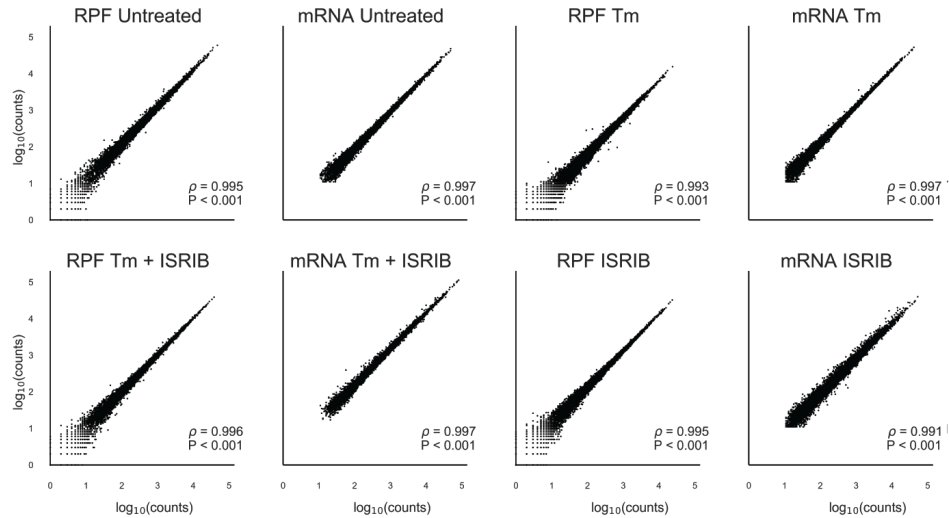 RPF Untreated
mRNA Untreated
RPF Tm
mRNA Tm
5
4
3
2
1
0
log10(counts)
ρ = 0.995
P < 0.001
ρ = 0.997
P < 0.001
ρ = 0.993
P < 0.001
ρ = 0.997
P < 0.001
RPF Tm + ISRIB
mRNA Tm + ISRIB
RPF ISRIB
mRNA ISRIB
5
4
3
2
1
0
log10(counts)
ρ = 0.996
P < 0.001
ρ = 0.997
P < 0.001
ρ = 0.995
P < 0.001
ρ = 0.991
P < 0.001
0 1 2 3 4 5
0 1 2 3 4 5
0 1 2 3 4 5
0 1 2 3 4 5
log10(counts)
log10(counts)
log10(counts)
log10(counts)